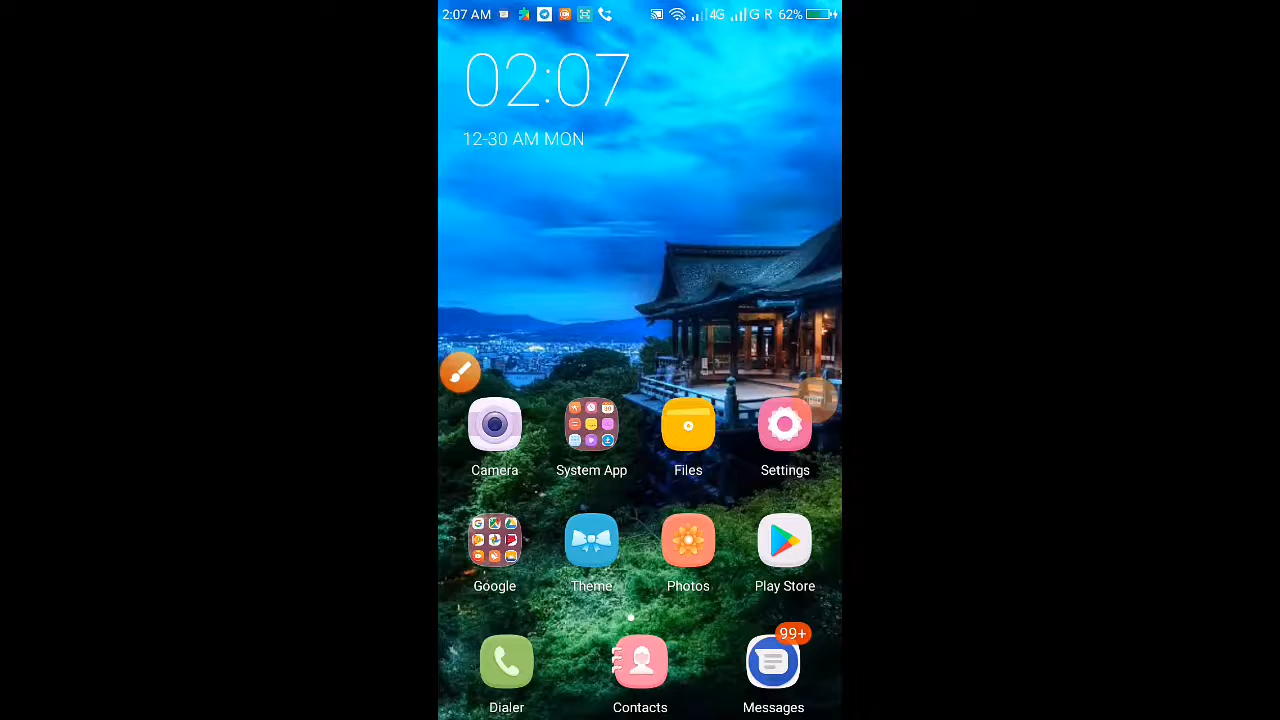 2:07 AM 4G G R 62%
02:07
12-30 AM MON
Camera System App Files Settings
Google Theme Photos Play Store
99+
Dialer Contacts Messages